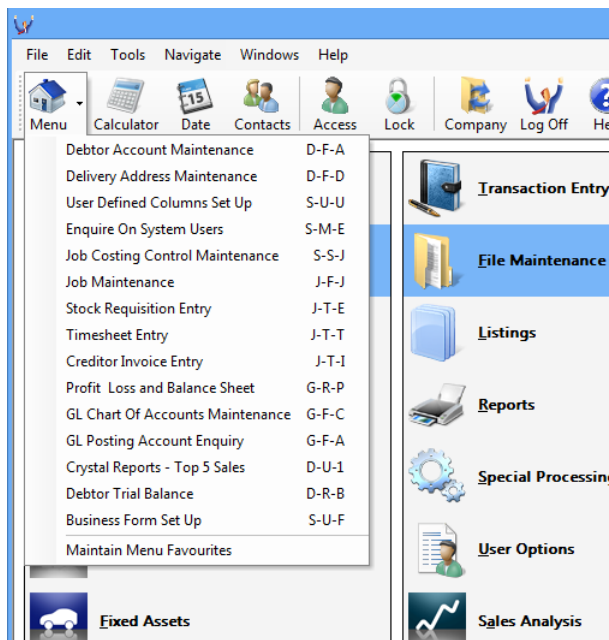 File Edit Tools Navigate Windows Help
15
Menu Calculator Date Contacts Access Lock Company Log Off
Debtor Account Maintenance D-F-A
Delivery Address Maintenance D-F-D
User Defined Columns Set Up S-U-U
Enquire On System Users S-M-E
Job Costing Control Maintenance S-S-J
Job Maintenance J-F-J
Stock Requisition Entry J-T-E
Timesheet Entry J-T-T
Creditor Invoice Entry J-T-I
Profit Loss and Balance Sheet G-R-P
GL Chart Of Accounts Maintenance G-F-C
GL Posting Account Enquiry G-F-A
Crystal Reports - Top 5 Sales D-U-1
Debtor Trial Balance D-R-B
Business Form Set Up S-U-F
Maintain Menu Favourites
Fixed Assets
Transaction Entry
File Maintenance
Listings
Reports
Special Processing
User Options
Sales Analysis